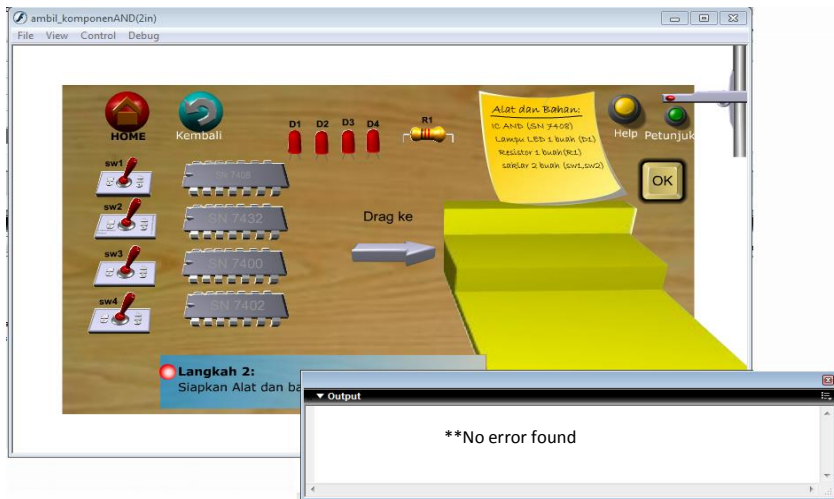 ambil_komponenAND(2in)
File View Control Debug
HOME
Kembali
D1 D2 D3 D4
R1
Alat dan Bahan:
IC AND (SN 7408)
Lampu LED 1 buah (D1)
Resistor 1 buah(R1)
saklar 2 buah (sw1,sw2)
Help Petunjuk
OK
sw1
SN 7408
sw2
SN 7432
Drag ke
sw3
SN 7400
sw4
SN 7402
Langkah 2:
Siapkan Alat dan ba
Output
**No error found